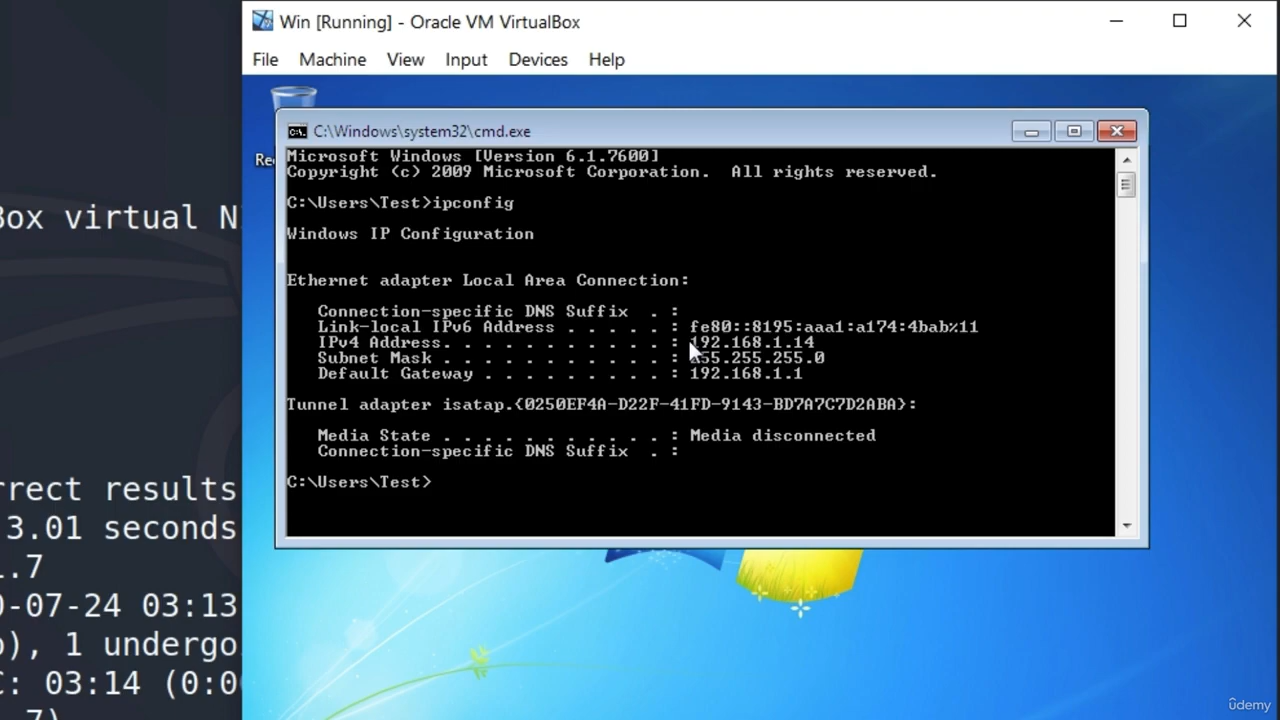 Win [Running] - Oracle VM VirtualBox
File Machine View Input Devices Help
C:\Windows\system32\cmd.exe
Microsoft Windows [Version 6.1.7600]
Copyright (c) 2009 Microsoft Corporation. All rights reserved.
C:\Users\Test>ipconfig
Windows IP Configuration
Ethernet adapter Local Area Connection:
Connection-specific DNS Suffix . :
Link-local IPv6 Address . . . . . : fe80::8195:aaa1:a174:4bab%11
IPv4 Address. . . . . . . . . . . : 192.168.1.14
Subnet Mask . . . . . . . . . . . : 255.255.255.0
Default Gateway . . . . . . . . . : 192.168.1.1
Tunnel adapter isatap.{0250EF4A-D22F-41FD-9143-BD7A7C7D2ABA}:
Media State . . . . . . . . . . . : Media disconnected
Connection-specific DNS Suffix . :
C:\Users\Test>
Box virtual N
rrect results
3.01 seconds
.7
0-07-24 03:13
), 1 undergo
: 03:14 (0:0
udemy